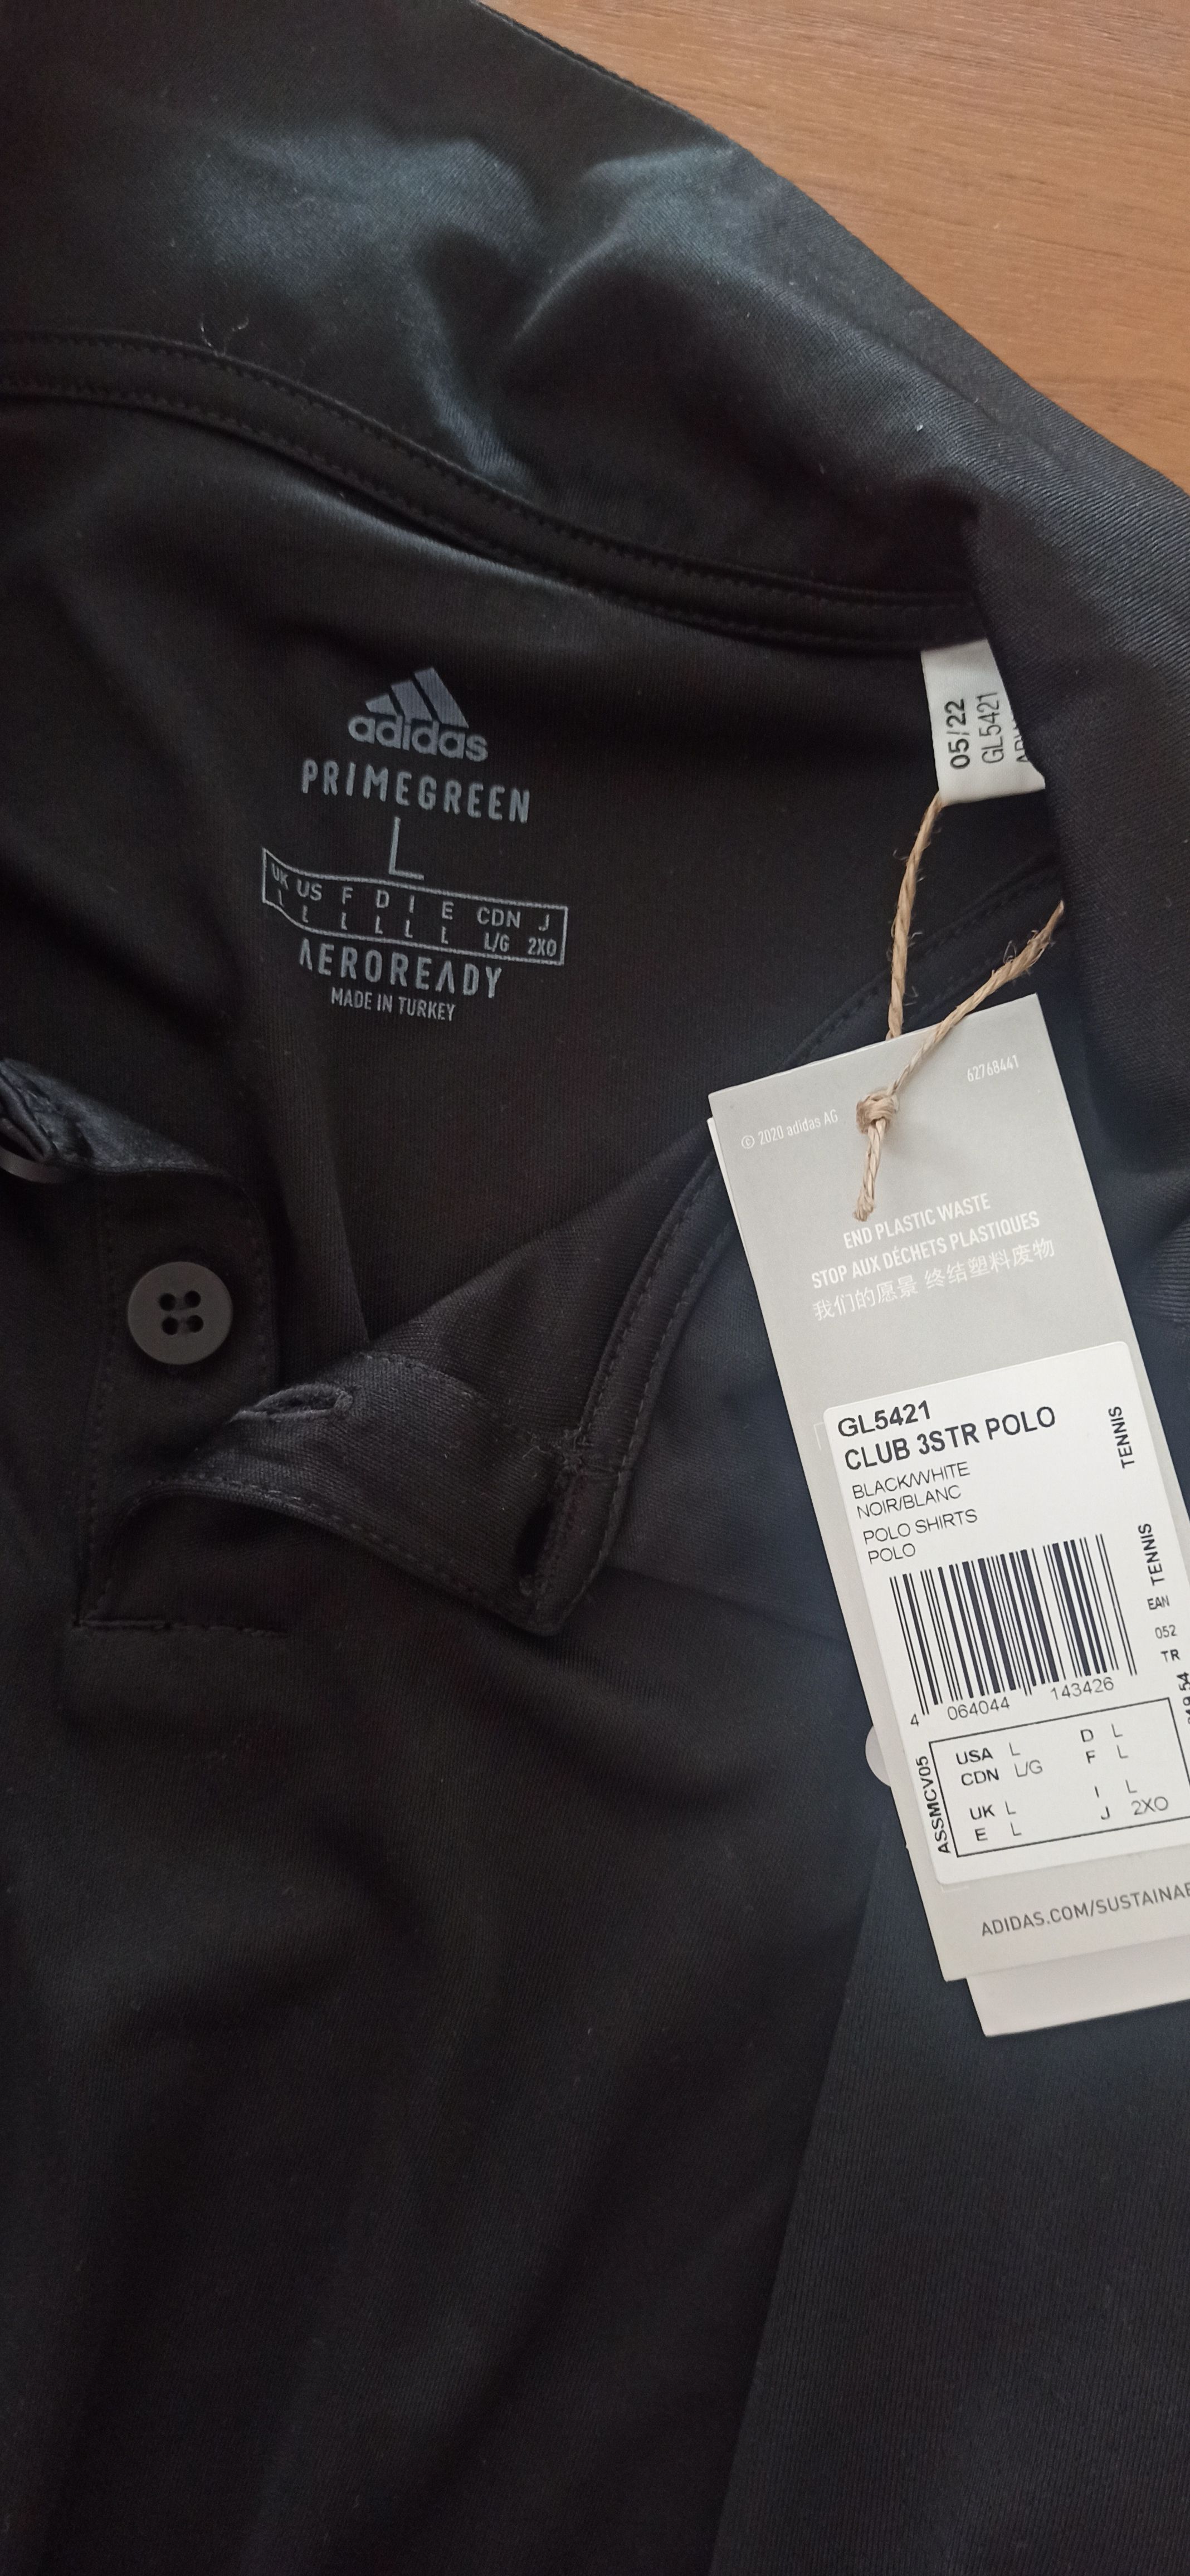 adidas
PRIMEGREEN
L
UK US F D I E CDN J
L L L L L L L/G 2XO
AEROREADY
MADE IN TURKEY
05/22
GL5421
62768441
© 2020 adidas AG
END PLASTIC WASTE
STOP AUX DÉCHETS PLASTIQUES
我们的愿景 终结塑料废物
GL5421
CLUB 3STR POLO
BLACK/WHITE
NOIR/BLANC
POLO SHIRTS
POLO
TENNIS
TENNIS
EAN
052
TR
4 064044 143426
ASSMCV05
USA L D L
CDN L/G F L
I L
UK L J 2XO
E L
ADIDAS.COM/